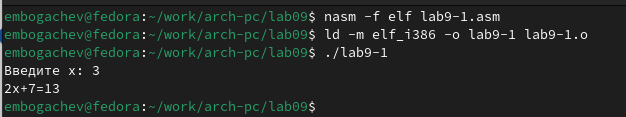 embogachev@fedora:~/work/arch-pc/lab09$ nasm -f elf lab9-1.asm
embogachev@fedora:~/work/arch-pc/lab09$ ld -m elf_i386 -o lab9-1 lab9-1.o
embogachev@fedora:~/work/arch-pc/lab09$ ./lab9-1
Введите x: 3
2x+7=13
embogachev@fedora:~/work/arch-pc/lab09$